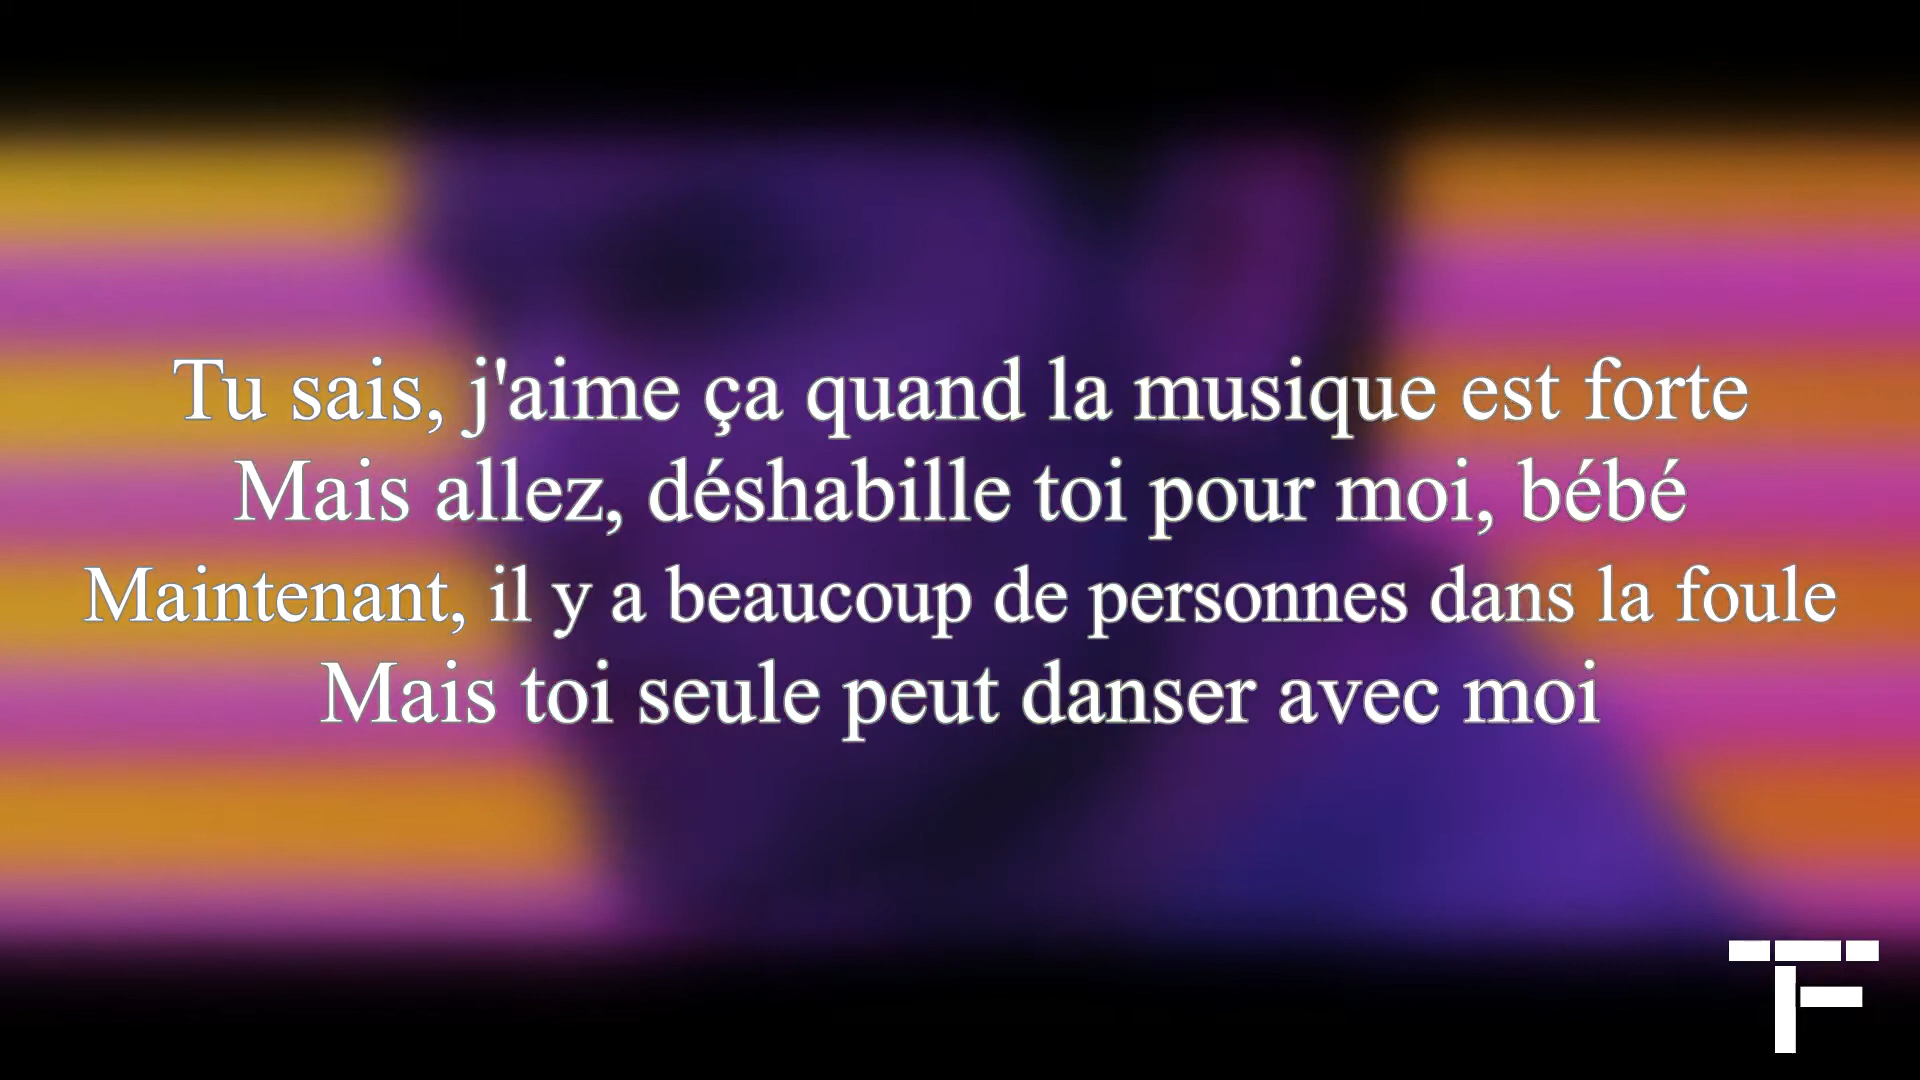 Tu sais, j'aime ça quand la musique est forte
Mais allez, déshabille toi pour moi, bébé
Maintenant, il y a beaucoup de personnes dans la foule
Mais toi seule peut danser avec moi
TF